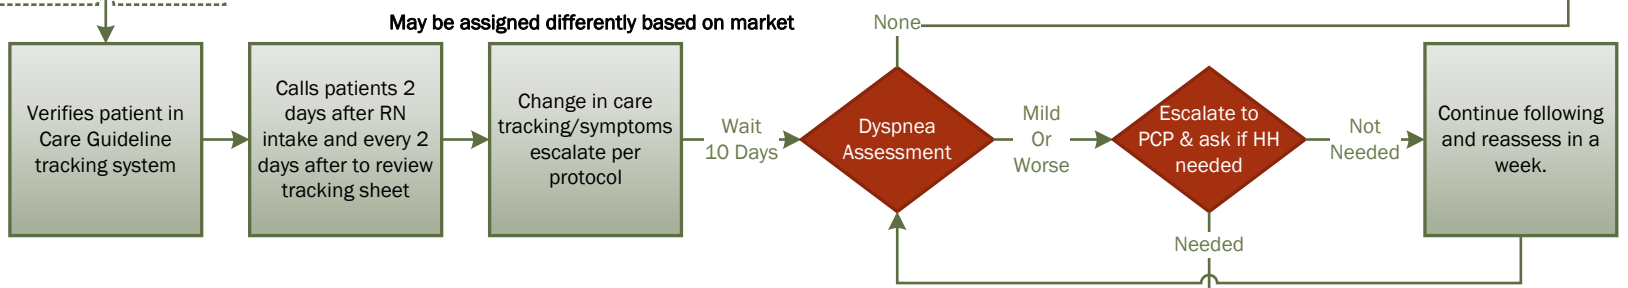 May be assigned differently based on market
None
Verifies patient in
Care Guideline
tracking system
Calls patients 2
days after RN
intake and every 2
days after to review
tracking sheet
Change in care
tracking/symptoms
escalate per
protocol
Wait
10 Days
Dyspnea
Assessment
Mild
Or
Worse
Escalate to
PCP & ask if HH
needed
Not
Needed
Continue following
and reassess in a
week.
Needed